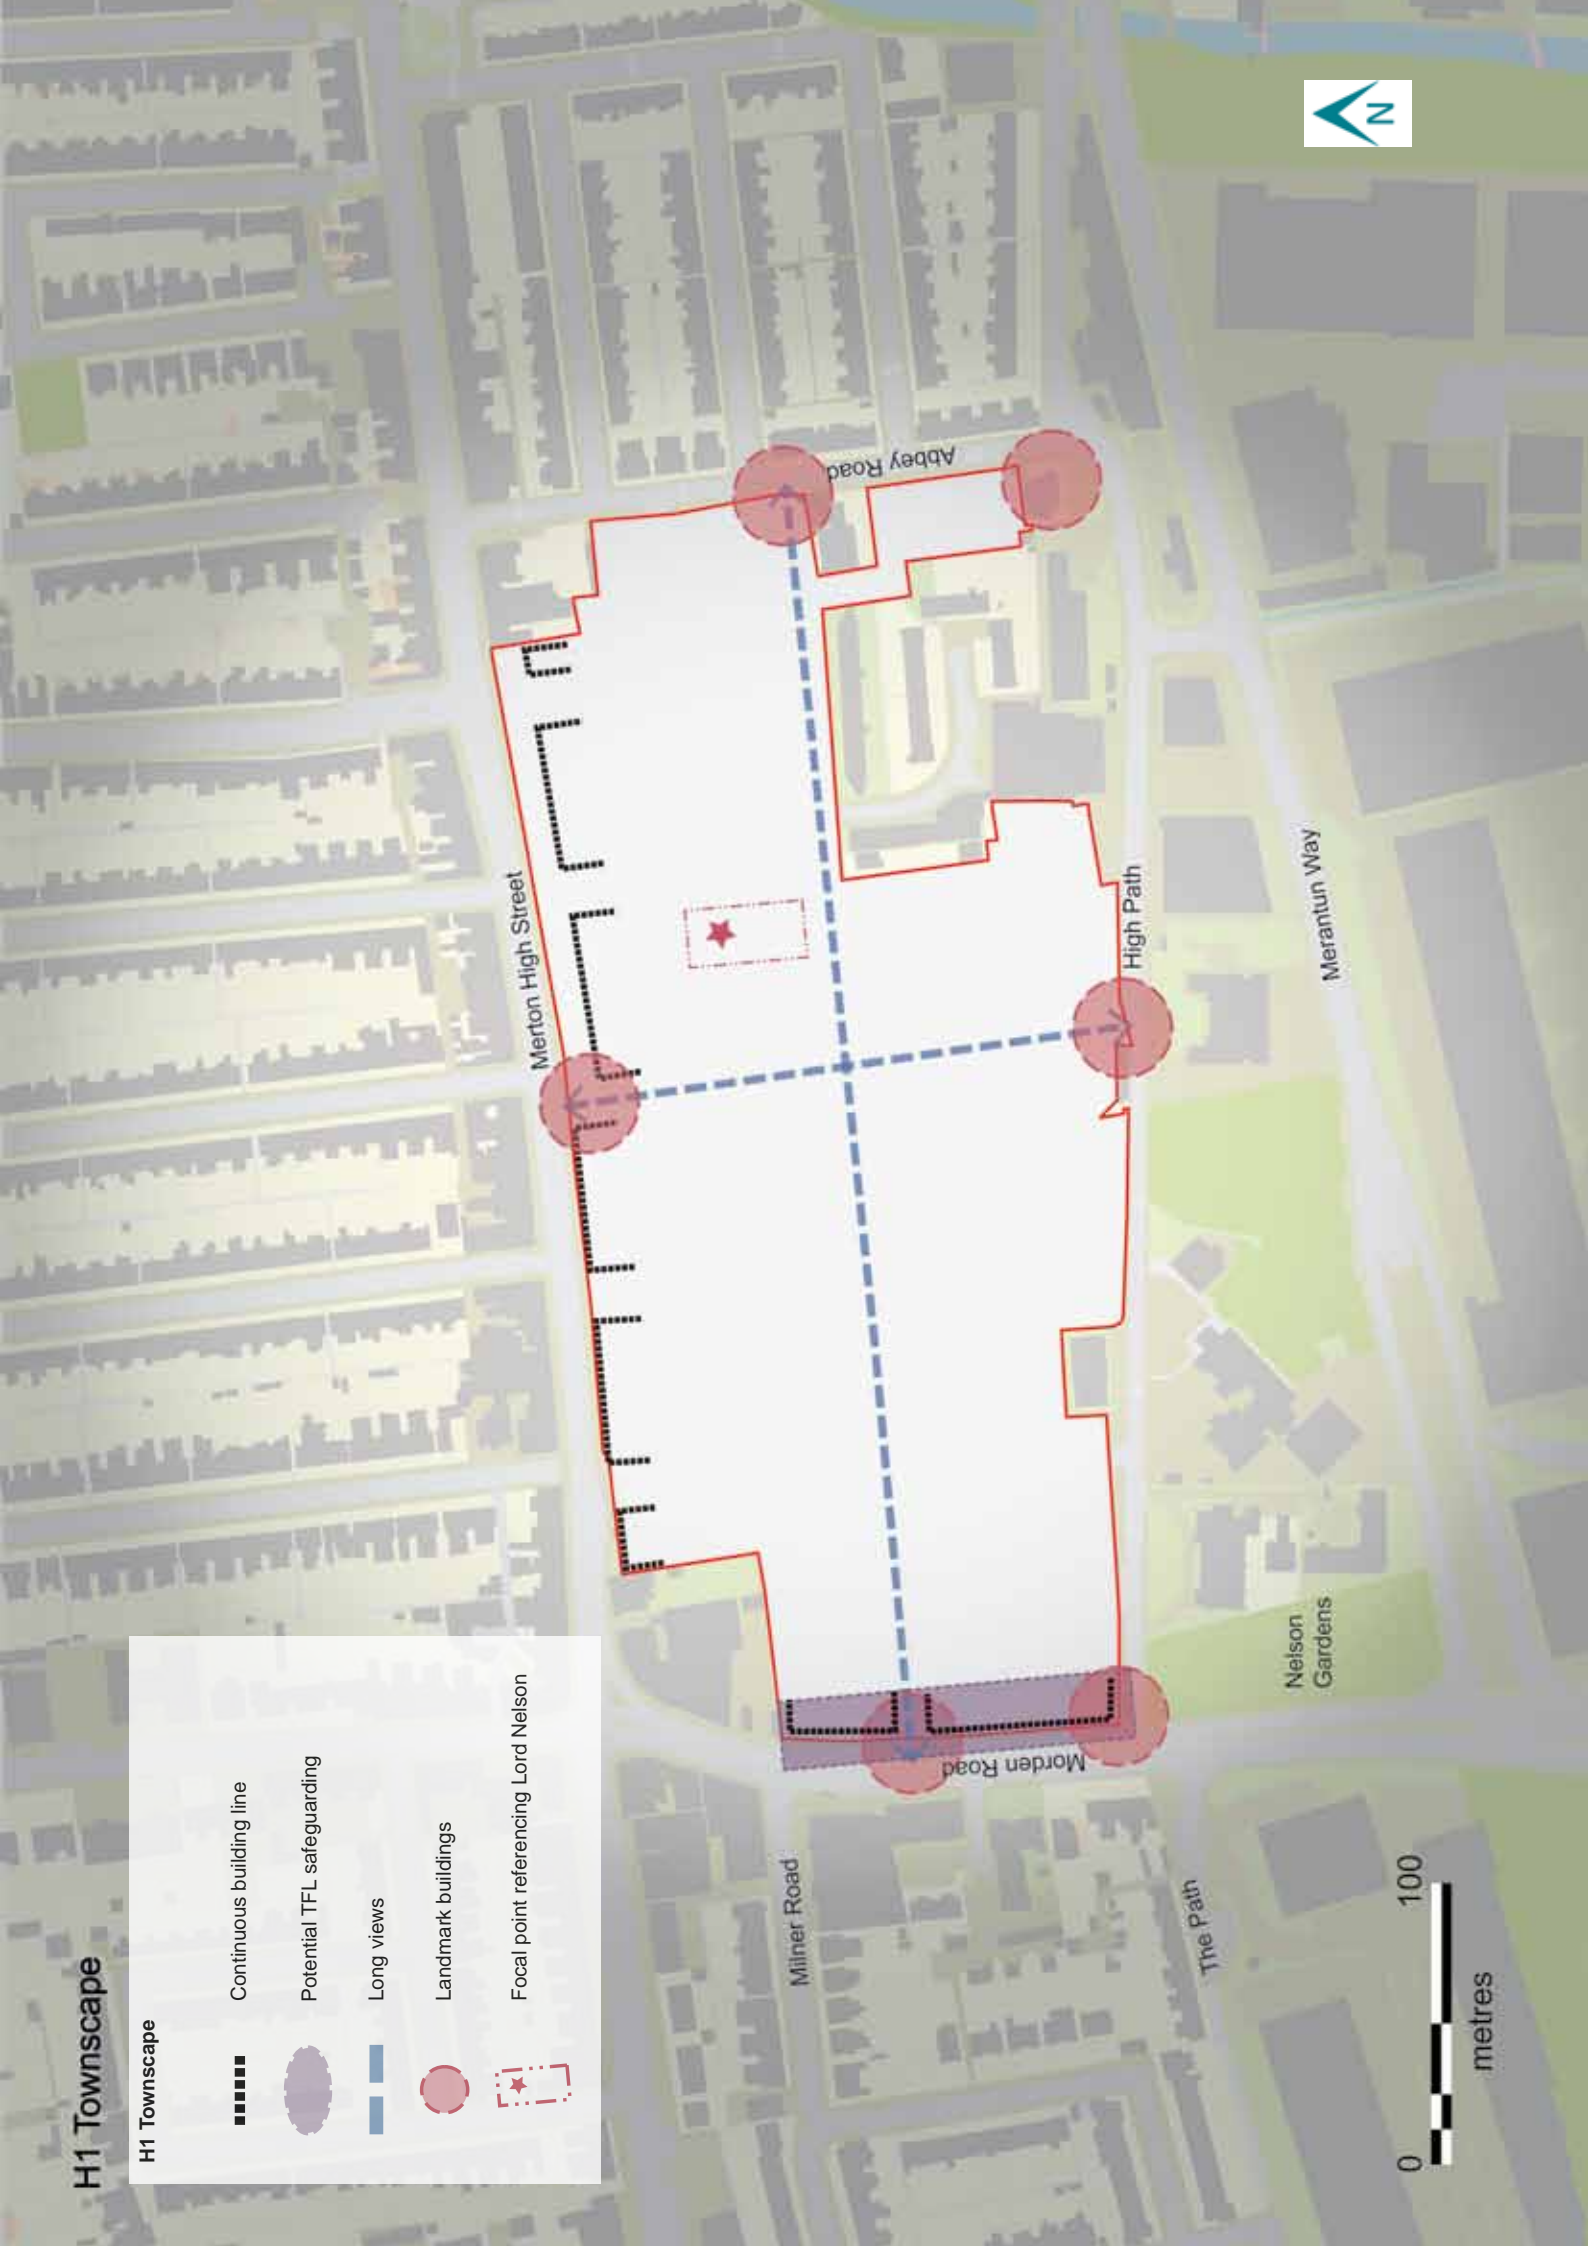 H1 Townscape
H1 Townscape
Continuous building line
Potential TFL safeguarding
Long views
Landmark buildings
Focal point referencing Lord Nelson
Merton High Street
Abbey Road
High Path
Merantun Way
Morden Road
Milner Road
The Path
Nelson
Gardens
N
0
100
metres